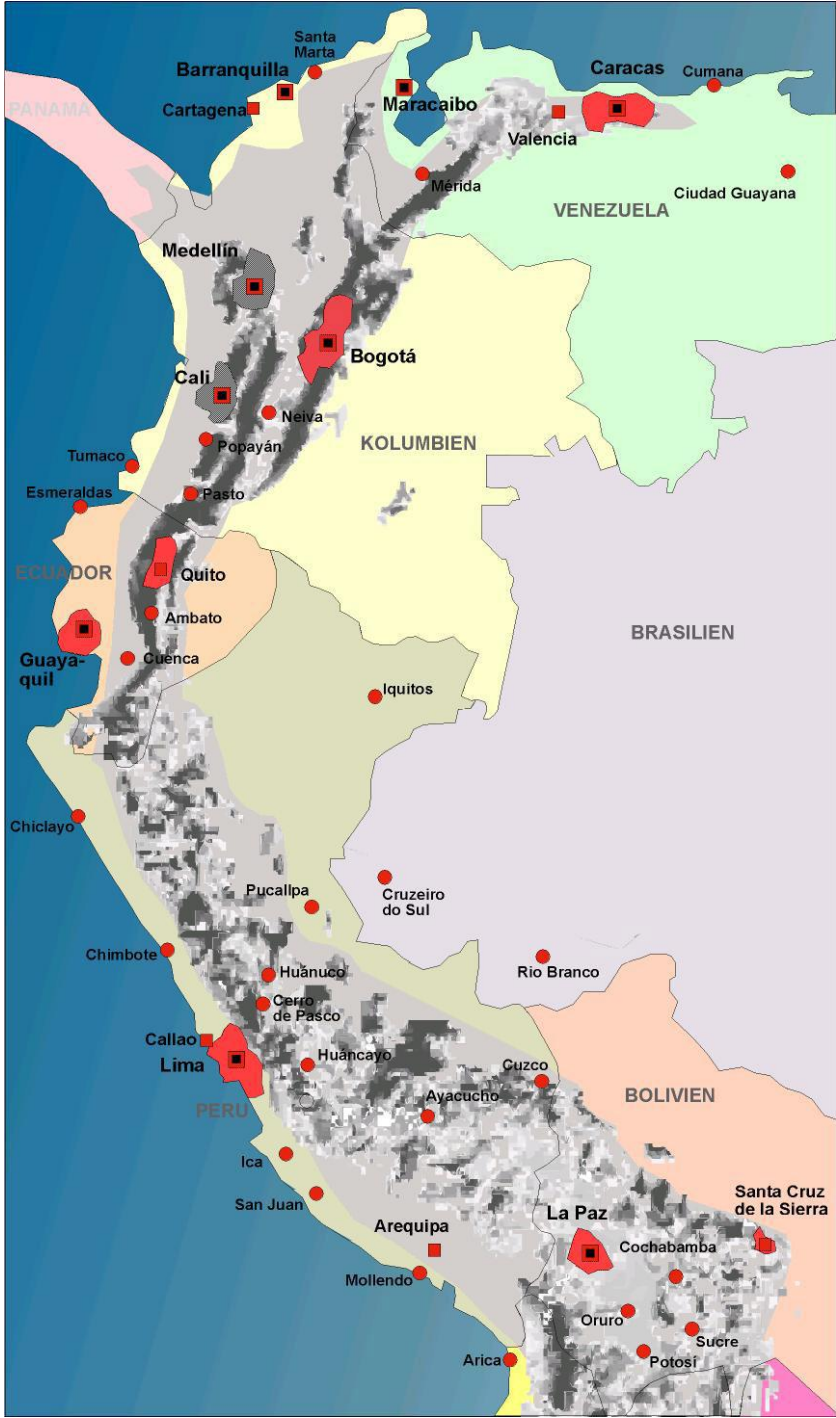 Santa
Marta
Barranquilla
Caracas
Cumana
PANAMA
Cartagena
Maracaibo
Valencia
Mérida
Ciudad Guayana
VENEZUELA
Medellín
Bogotá
Cali
Neiva
KOLUMBIEN
Popayán
Tumaco
Pasto
Esmeraldas
ECUADOR
Quito
Ambato
BRASILIEN
Guaya-
quil
Cuenca
Iquitos
Chiclayo
Pucallpa
Cruzeiro
do Sul
Chimbote
Rio Branco
Huánuco
Cerro
de Pasco
Callao
Lima
Huáncayo
Cuzco
Ayacucho
BOLIVIEN
PERU
Ica
San Juan
Santa Cruz
de la Sierra
La Paz
Arequipa
Cochabamba
Mollendo
Oruro
Sucre
Potosí
Arica